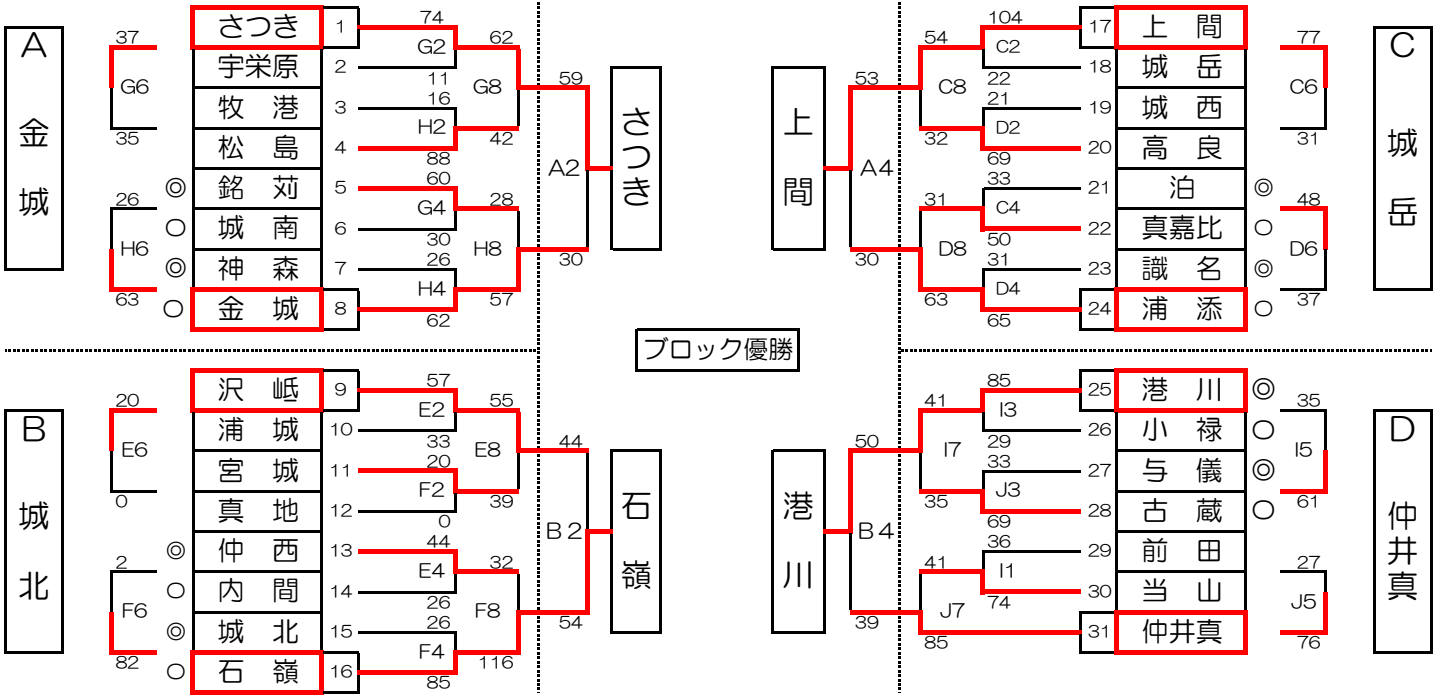 A 金城
37
G6
35
26
H6
63
さつき 1
宇栄原 2
牧港 3
松島 4
◎ 銘苅 5
○ 城南 6
◎ 神森 7
○ 金城 8
74
G2
11
16
H2
88
60
G4
30
26
H4
62
62
G8
42
28
H8
57
59
A2
30
さつき
B 城北
20
E6
0
2
F6
82
沢岻 9
浦城 10
宮城 11
真地 12
◎ 仲西 13
○ 内間 14
◎ 城北 15
○ 石嶺 16
57
E2
33
20
F2
0
44
E4
26
26
F4
85
55
E8
39
32
F8
116
44
B2
54
石嶺
ブロック優勝
上間
53
A4
30
54
C8
32
31
D8
63
104
C2
22
21
D2
69
33
C4
50
31
D4
65
17 上間
18 城岳
19 城西
20 高良
21 泊 ◎
22 真嘉比 ○
23 識名 ◎
24 浦添 ○
77
C6
31
48
D6
37
C 城岳
港川
50
B4
39
41
I7
35
41
J7
85
85
I3
29
33
J3
69
36
I1
74
25 港川 ◎
26 小禄 ○
27 与儀 ◎
28 古蔵 ○
29 前田
30 当山
31 仲井真
35
I5
61
27
J5
76
D 仲井真